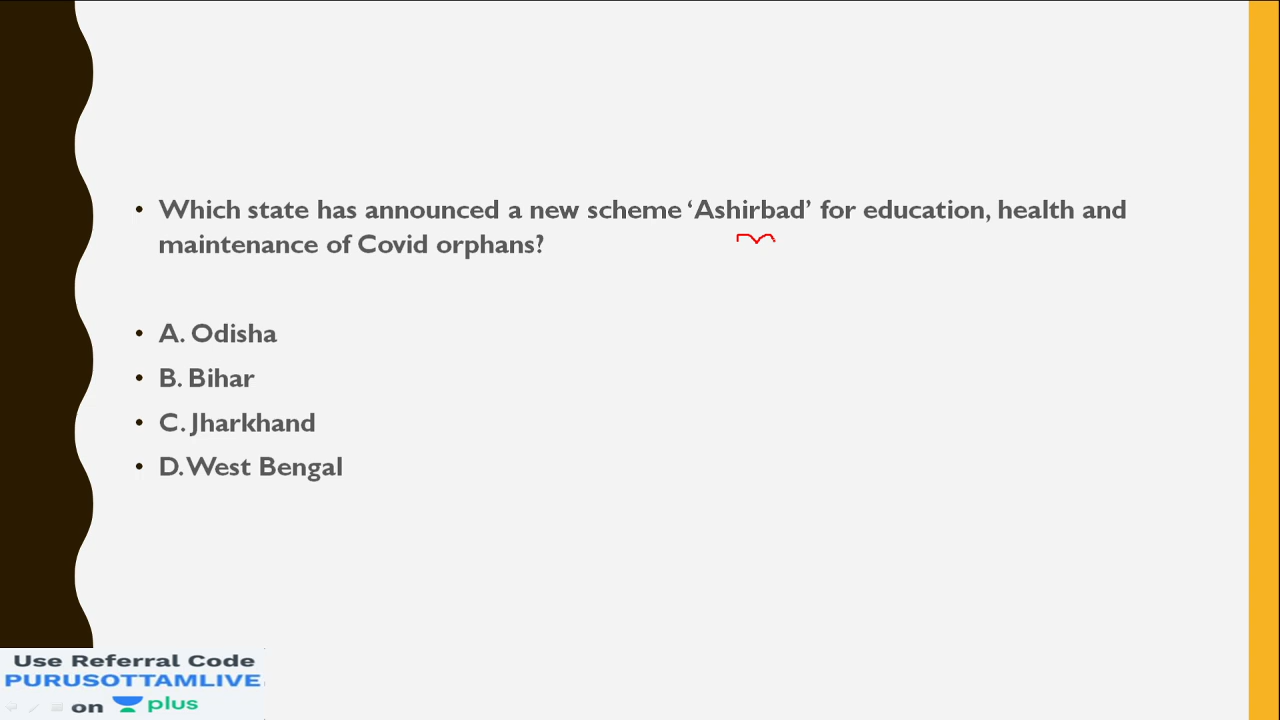 • Which state has announced a new scheme ‘Ashirbad’ for education, health and
maintenance of Covid orphans?
• A. Odisha
• B. Bihar
• C. Jharkhand
• D. West Bengal
Use Referral Code
PURUSOTTAMLIVE
on plus